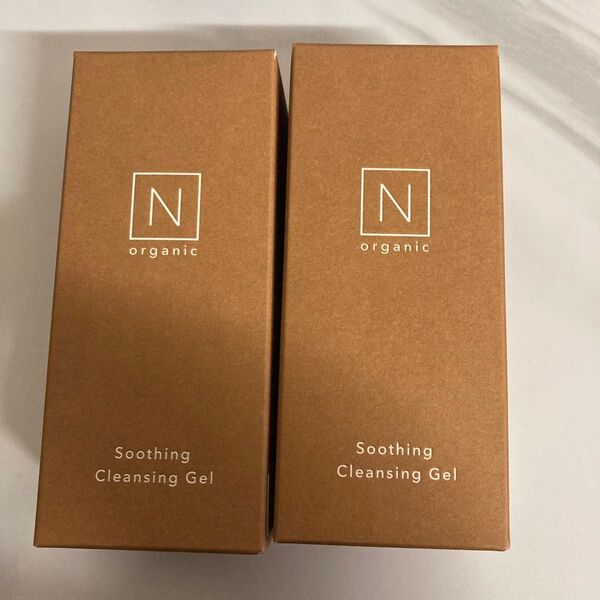 N
organic
Soothing
Cleansing Gel
N
organic
Soothing
Cleansing Gel